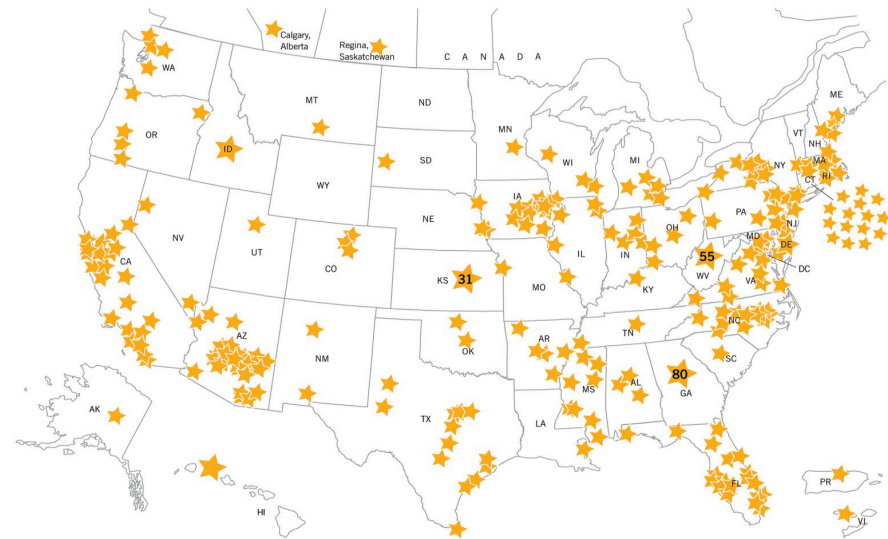 Calgary,
Alberta
Regina,
Saskatchewan
C A N A D A
WA
MT
ND
MN
ME
VT
NH
OR
ID
SD
WI
MI
NY
MA
CT
RI
WY
IA
NE
PA
NJ
OH
MD
DE
NV
UT
CO
CA
IL
IN
55
WV
DC
KS
31
MO
KY
VA
AZ
NM
OK
AR
TN
NC
SC
80
GA
MS
AL
AK
TX
LA
FL
PR
HI
VI